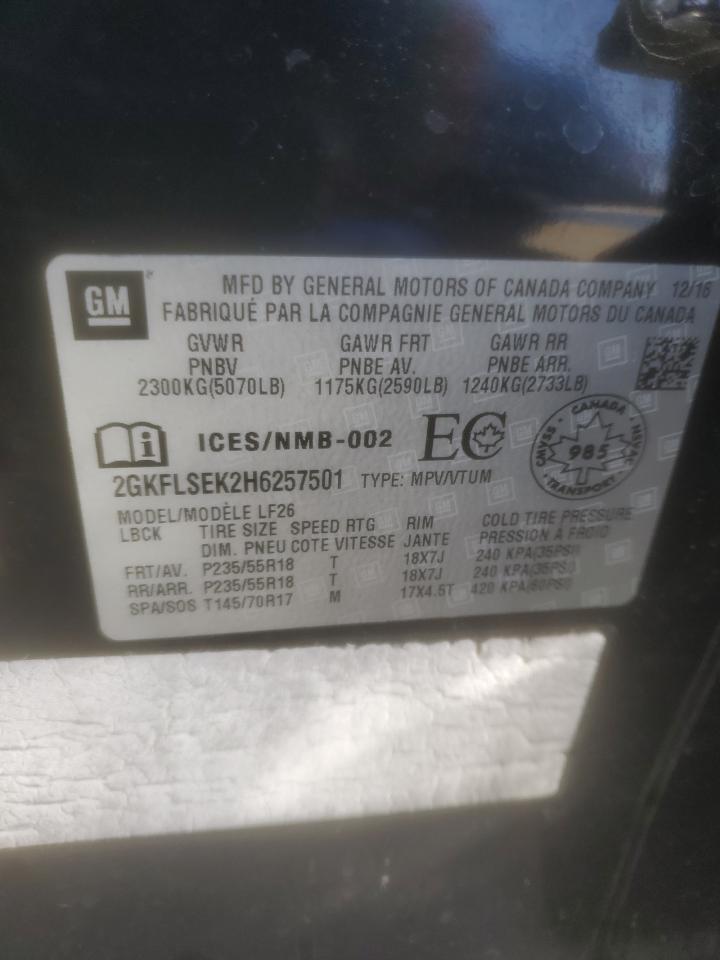 GM
MFD BY GENERAL MOTORS OF CANADA COMPANY 12/16
FABRIQUÉ PAR LA COMPAGNIE GENERAL MOTORS DU CANADA
GVWR GAWR FRT GAWR RR
PNBV PNBE AV. PNBE ARR.
2300KG(5070LB) 1175KG(2590LB) 1240KG(2733LB)
i ICES/NMB-002 EC
CANADA CMVSS NSVAC 985 TRANSPORT
2GKFLSEK2H6257501 TYPE: MPV/VTUM
MODEL/MODÈLE LF26
LBCK TIRE SIZE SPEED RTG RIM COLD TIRE PRESSURE
DIM. PNEU COTE VITESSE JANTE PRESSION A FROID
FRT/AV. P235/55R18 T 18X7J 240 KPA(35PSI)
RR/ARR. P235/55R18 T 18X7J 240 KPA(35PSI)
SPA/SOS T145/70R17 M 17X4.5T 420 KPA(60PSI)